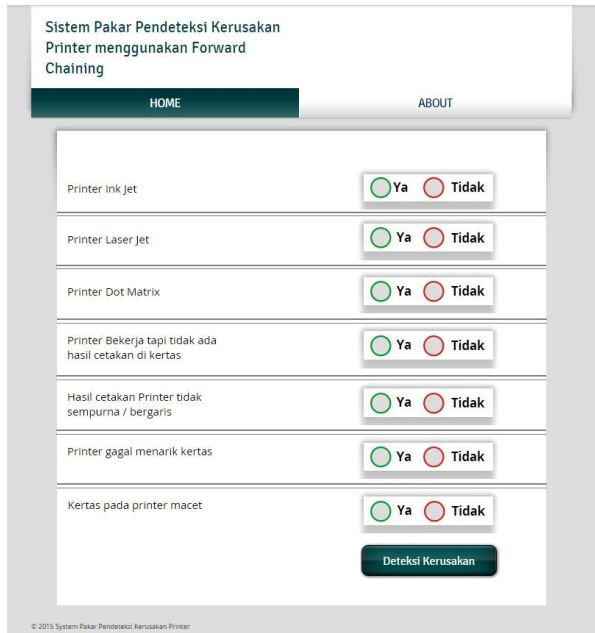 Sistem Pakar Pendeteksi Kerusakan
Printer menggunakan Forward
Chaining
HOME ABOUT
Printer Ink Jet Ya Tidak
Printer Laser Jet Ya Tidak
Printer Dot Matrix Ya Tidak
Printer Bekerja tapi tidak ada
hasil cetakan di kertas Ya Tidak
Hasil cetakan Printer tidak
sempurna / bergaris Ya Tidak
Printer gagal menarik kertas Ya Tidak
Kertas pada printer macet Ya Tidak
Deteksi Kerusakan
© 2015 System Pakar Pendeteksi Kerusakan Printer